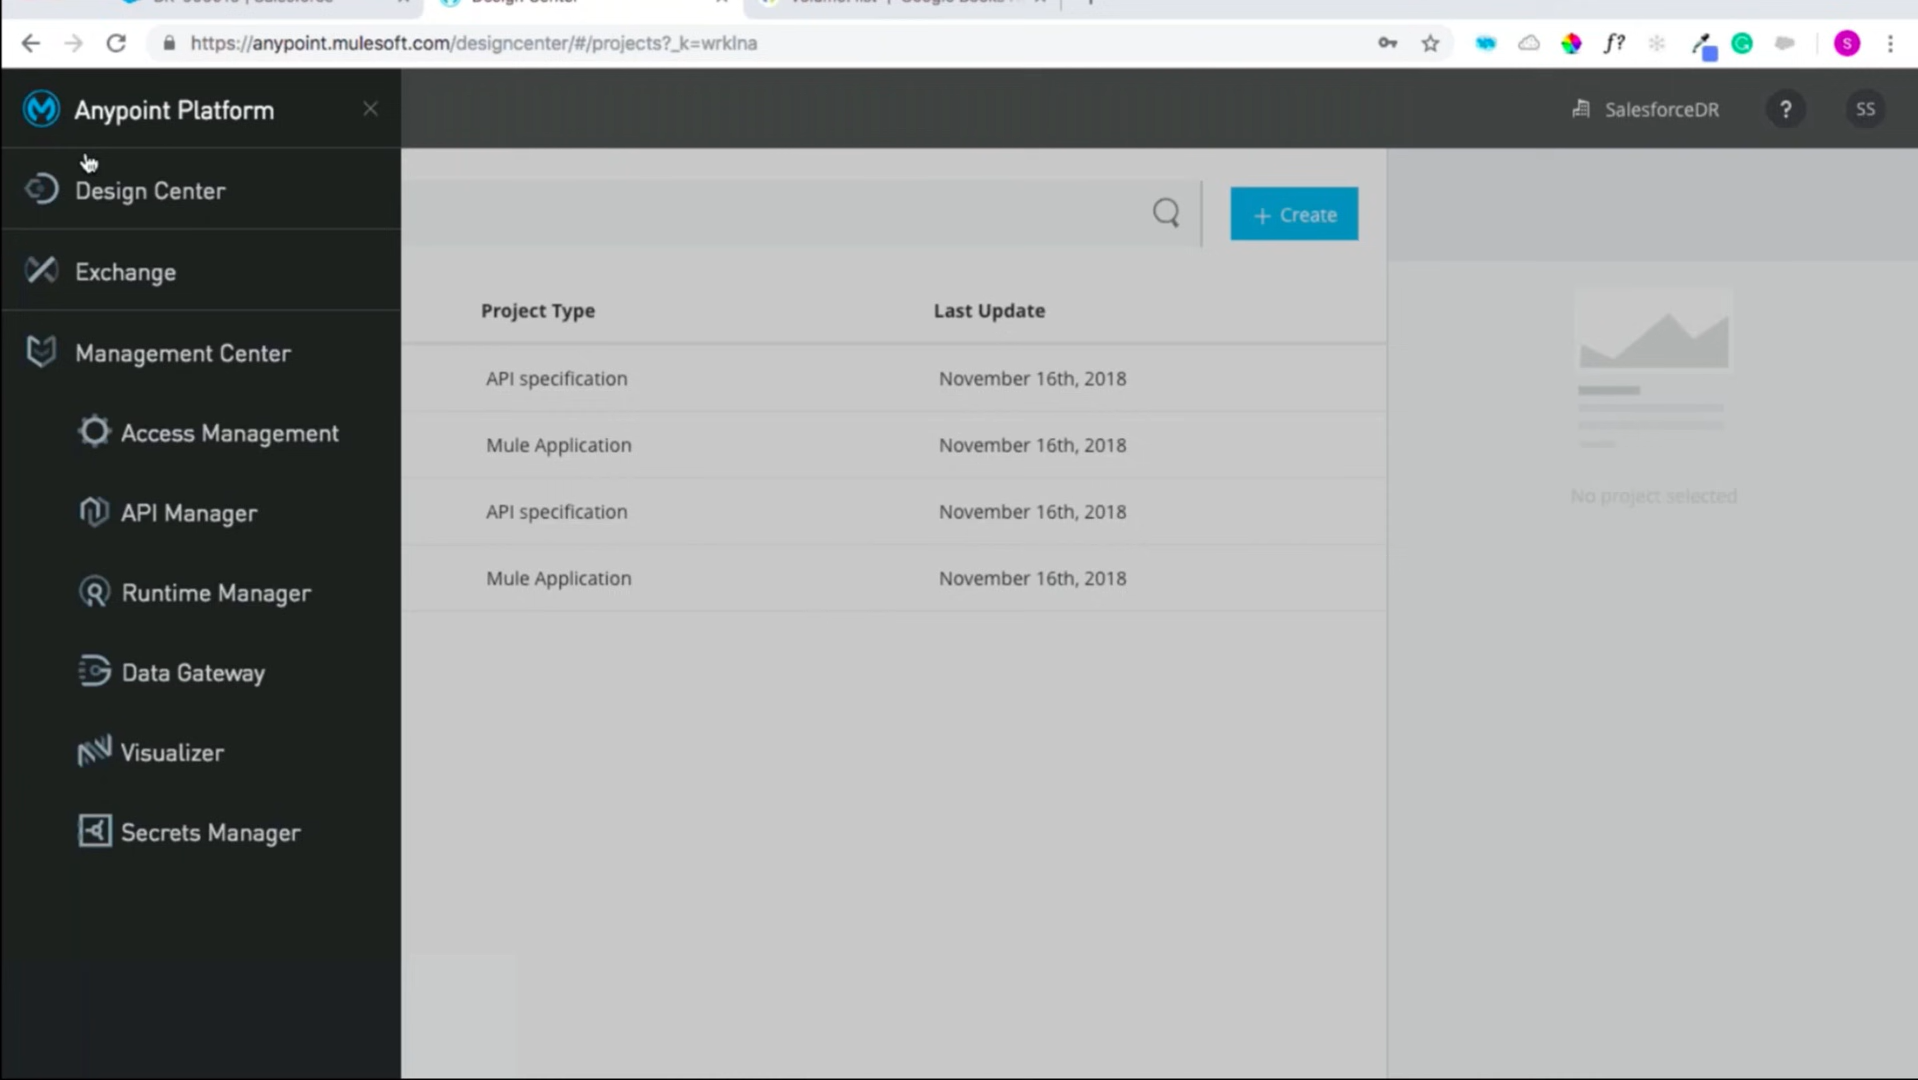 https://anypoint.mulesoft.com/designcenter/#/projects?_k=wrklna
f?
S
Anypoint Platform
SalesforceDR
?
SS
Design Center
+ Create
Exchange
Project Type
Last Update
Management Center
API specification
November 16th, 2018
Access Management
Mule Application
November 16th, 2018
No project selected
API Manager
API specification
November 16th, 2018
Runtime Manager
Mule Application
November 16th, 2018
Data Gateway
Visualizer
Secrets Manager